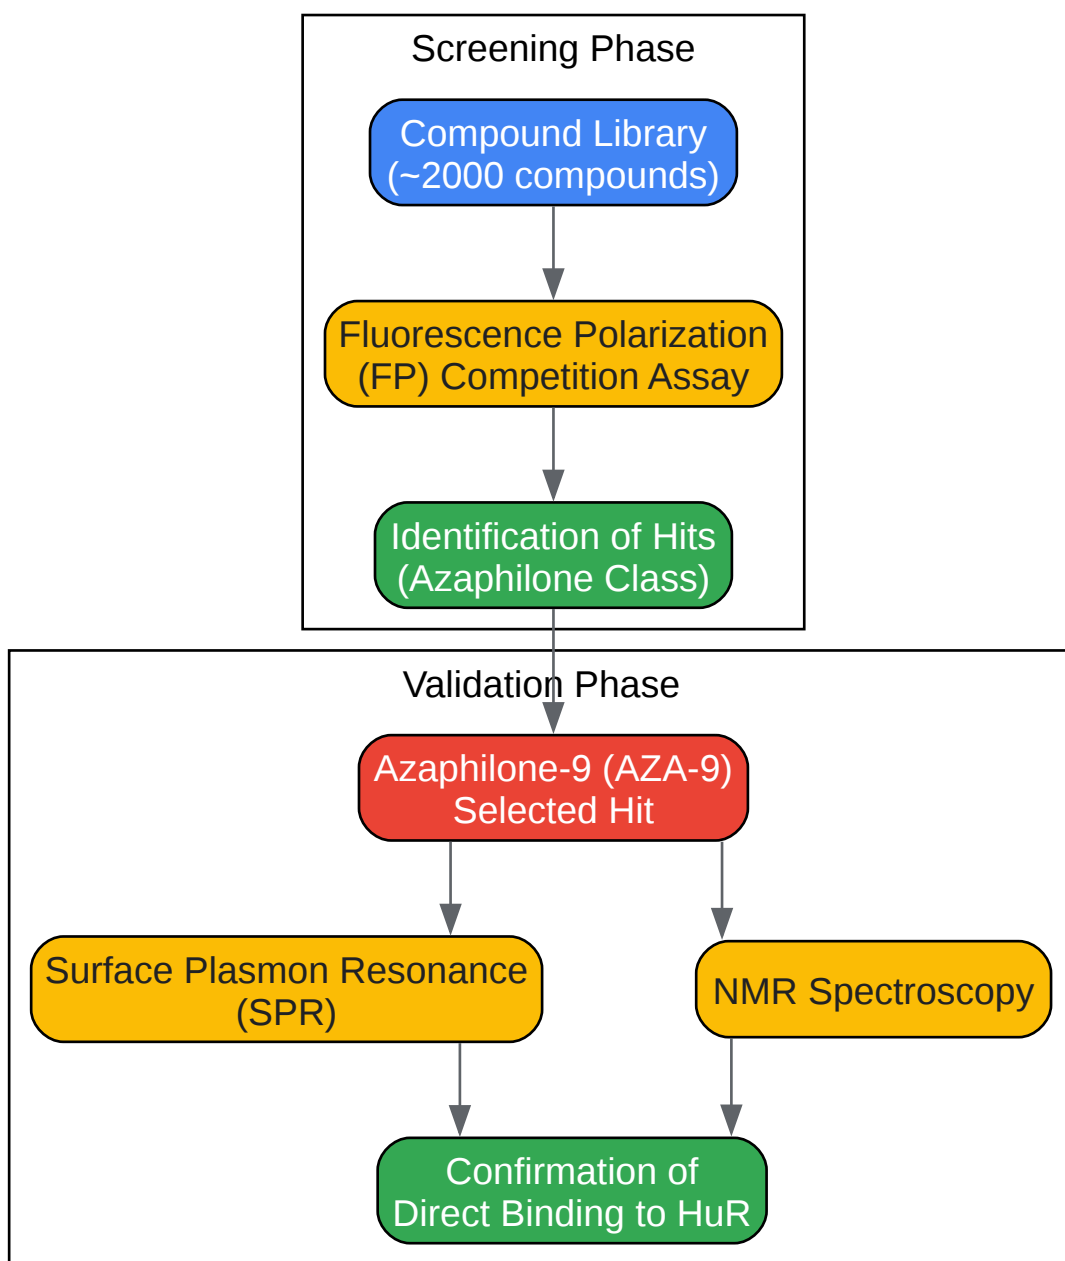 Screening Phase
Compound Library
(~2000 compounds)
Fluorescence Polarization
(FP) Competition Assay
Identification of Hits
(Azaphilone Class)
Validation Phase
Azaphilone-9 (AZA-9)
Selected Hit
Surface Plasmon Resonance
(SPR)
NMR Spectroscopy
Confirmation of
Direct Binding to HuR